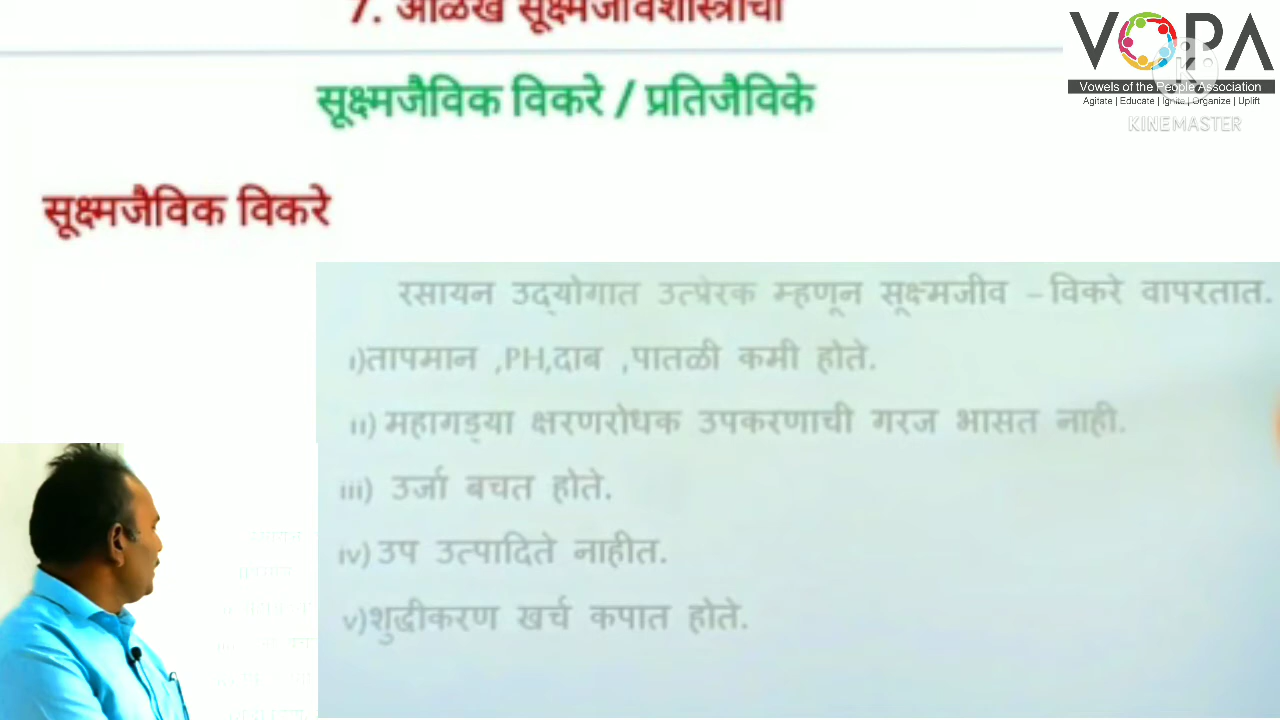 7. ओळख सूक्ष्मजीवशास्त्राची
VOPA
Vowels of the People Association
Agitate | Educate | Ignite | Organize | Uplift
KINEMASTER
सूक्ष्मजैविक विकरे / प्रतिजैविके
सूक्ष्मजैविक विकरे
रसायन उद्‌योगात उत्प्रेरक म्हणून सूक्ष्मजीव – विकरे वापरतात.
i)तापमान ,PH,दाब ,पातळी कमी होते.
ii) महागड्या क्षरणरोधक उपकरणाची गरज भासत नाही.
iii) उर्जा बचत होते.
iv) उप उत्पादिते नाहीत.
v)शुद्धीकरण खर्च कपात होते.